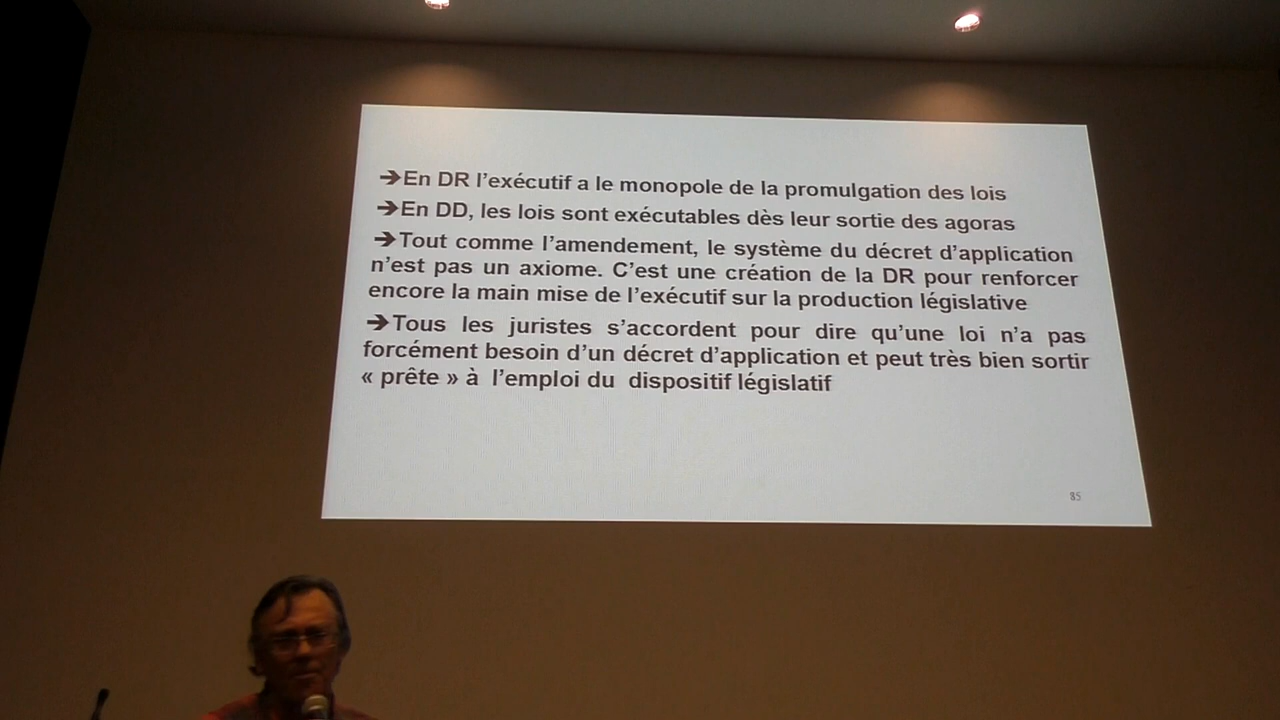 ➔En DR l’exécutif a le monopole de la promulgation des lois
➔En DD, les lois sont exécutables dès leur sortie des agoras
➔Tout comme l’amendement, le système du décret d’application
n’est pas un axiome. C’est une création de la DR pour renforcer
encore la main mise de l’exécutif sur la production législative
➔Tous les juristes s’accordent pour dire qu’une loi n’a pas
forcément besoin d’un décret d’application et peut très bien sortir
« prête » à l’emploi du dispositif législatif
85